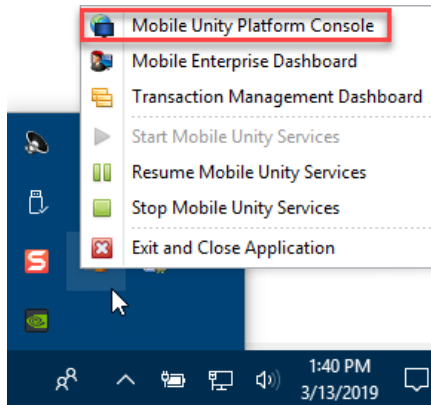 Mobile Unity Platform Console
Mobile Enterprise Dashboard
Transaction Management Dashboard
Start Mobile Unity Services
Resume Mobile Unity Services
Stop Mobile Unity Services
Exit and Close Application
S
1:40 PM
3/13/2019